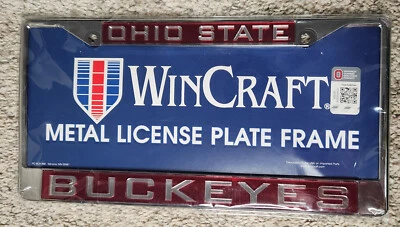 OHIO STATE
WINCRAFT®
METAL LICENSE PLATE FRAME
BUCKEYES